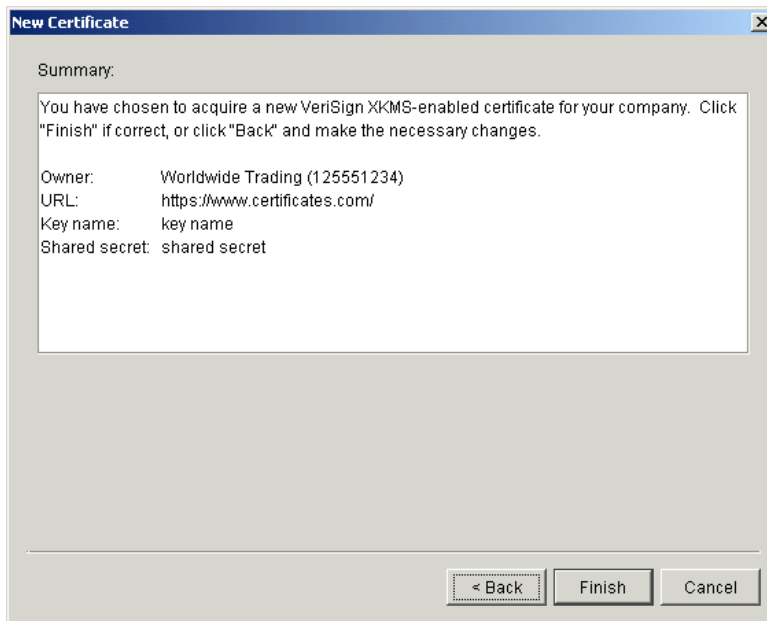 New Certificate
Summary:
You have chosen to acquire a new VeriSign XKMS-enabled certificate for your company. Click
"Finish" if correct, or click "Back" and make the necessary changes.
Owner: Worldwide Trading (125551234)
URL: https://www.certificates.com/
Key name: key name
Shared secret: shared secret
< Back Finish Cancel